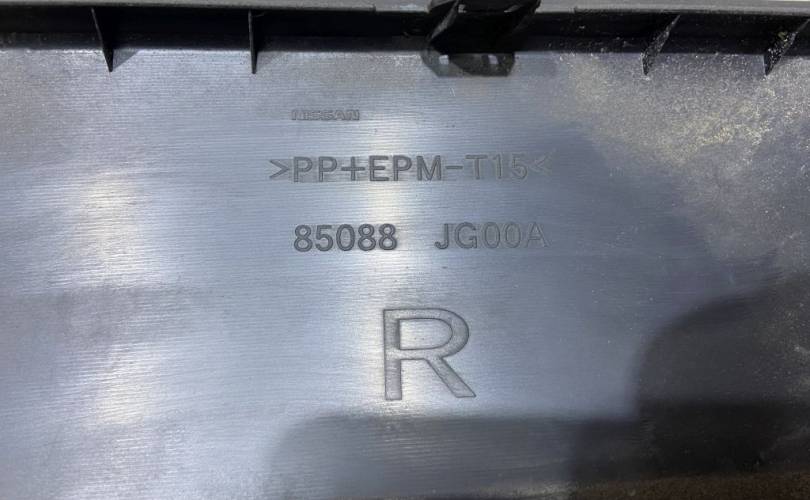 NISSAN
>PP+EPM-T15<
85088 JG00A
R